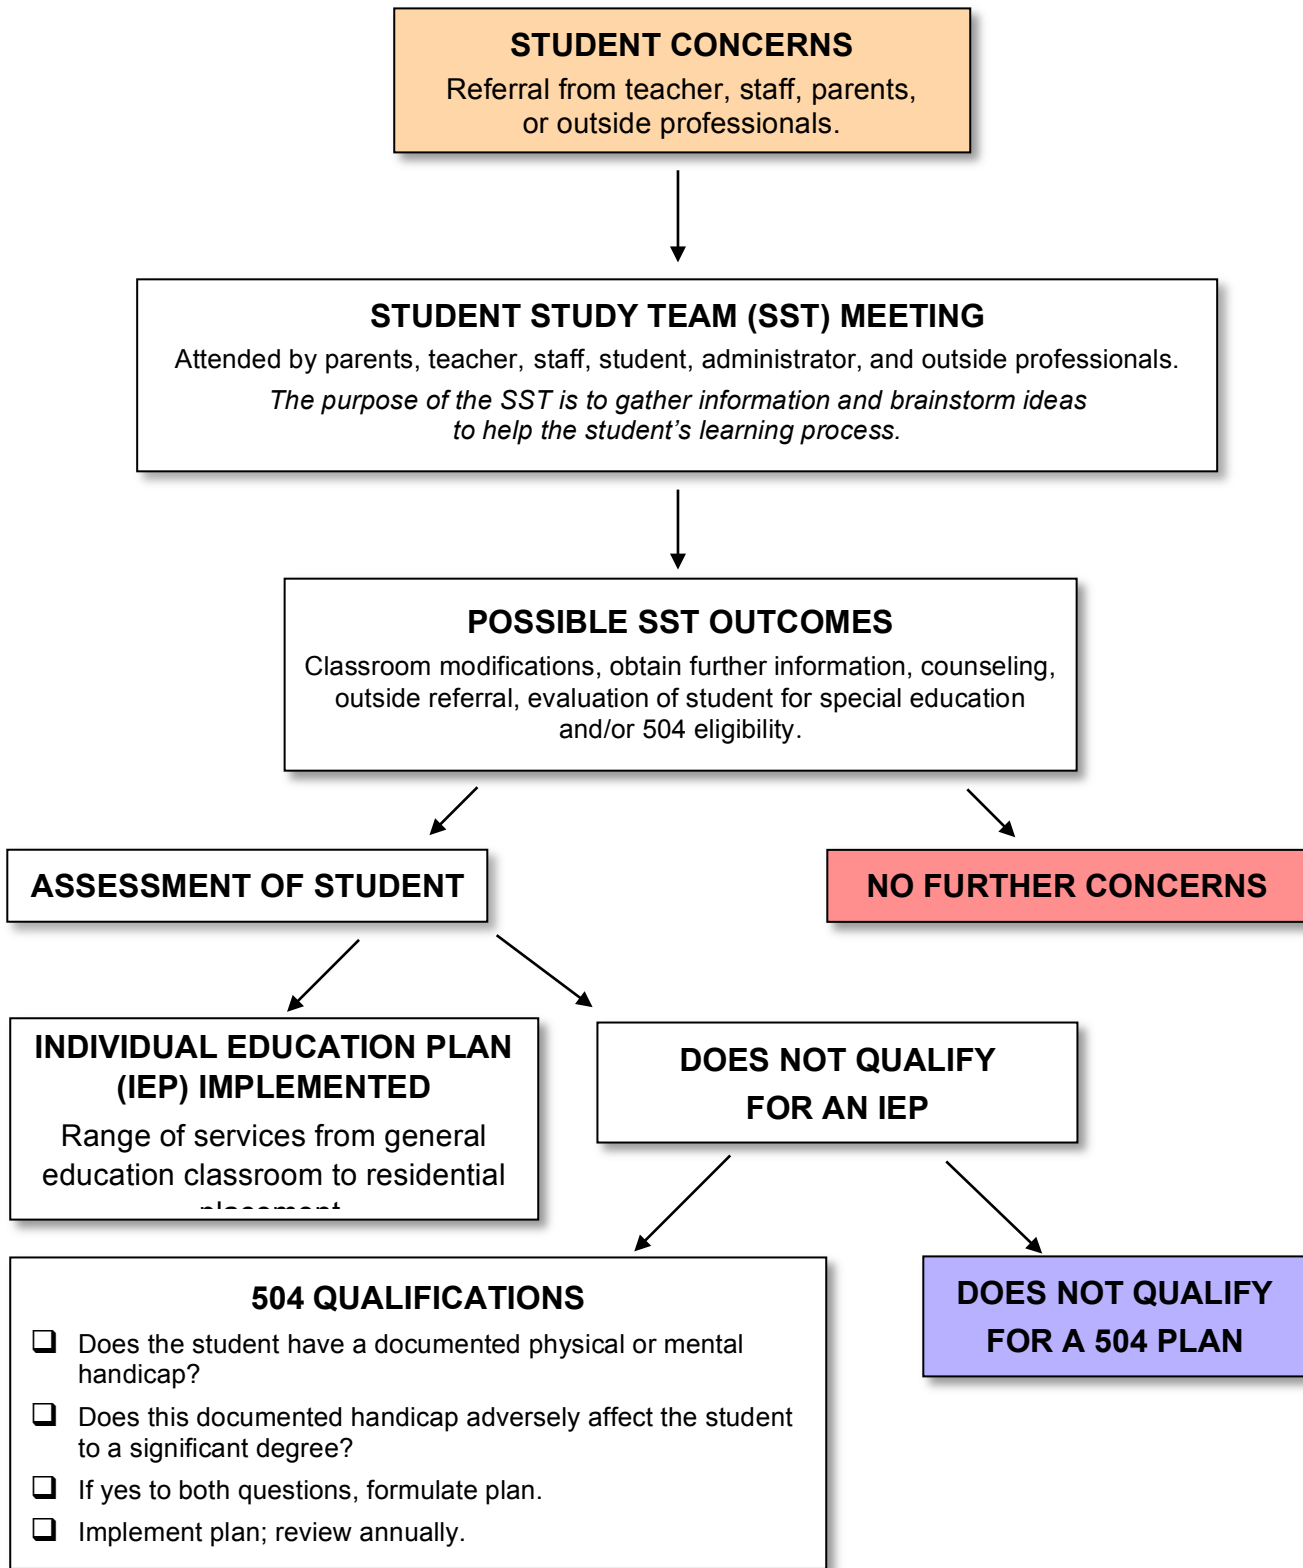 STUDENT CONCERNS
Referral from teacher, staff, parents,
or outside professionals.
STUDENT STUDY TEAM (SST) MEETING
Attended by parents, teacher, staff, student, administrator, and outside professionals.
The purpose of the SST is to gather information and brainstorm ideas
to help the student’s learning process.
POSSIBLE SST OUTCOMES
Classroom modifications, obtain further information, counseling,
outside referral, evaluation of student for special education
and/or 504 eligibility.
ASSESSMENT OF STUDENT
NO FURTHER CONCERNS
INDIVIDUAL EDUCATION PLAN
(IEP) IMPLEMENTED
Range of services from general
education classroom to residential
DOES NOT QUALIFY
FOR AN IEP
504 QUALIFICATIONS
Does the student have a documented physical or mental
handicap?
Does this documented handicap adversely affect the student
to a significant degree?
If yes to both questions, formulate plan.
Implement plan; review annually.
DOES NOT QUALIFY
FOR A 504 PLAN